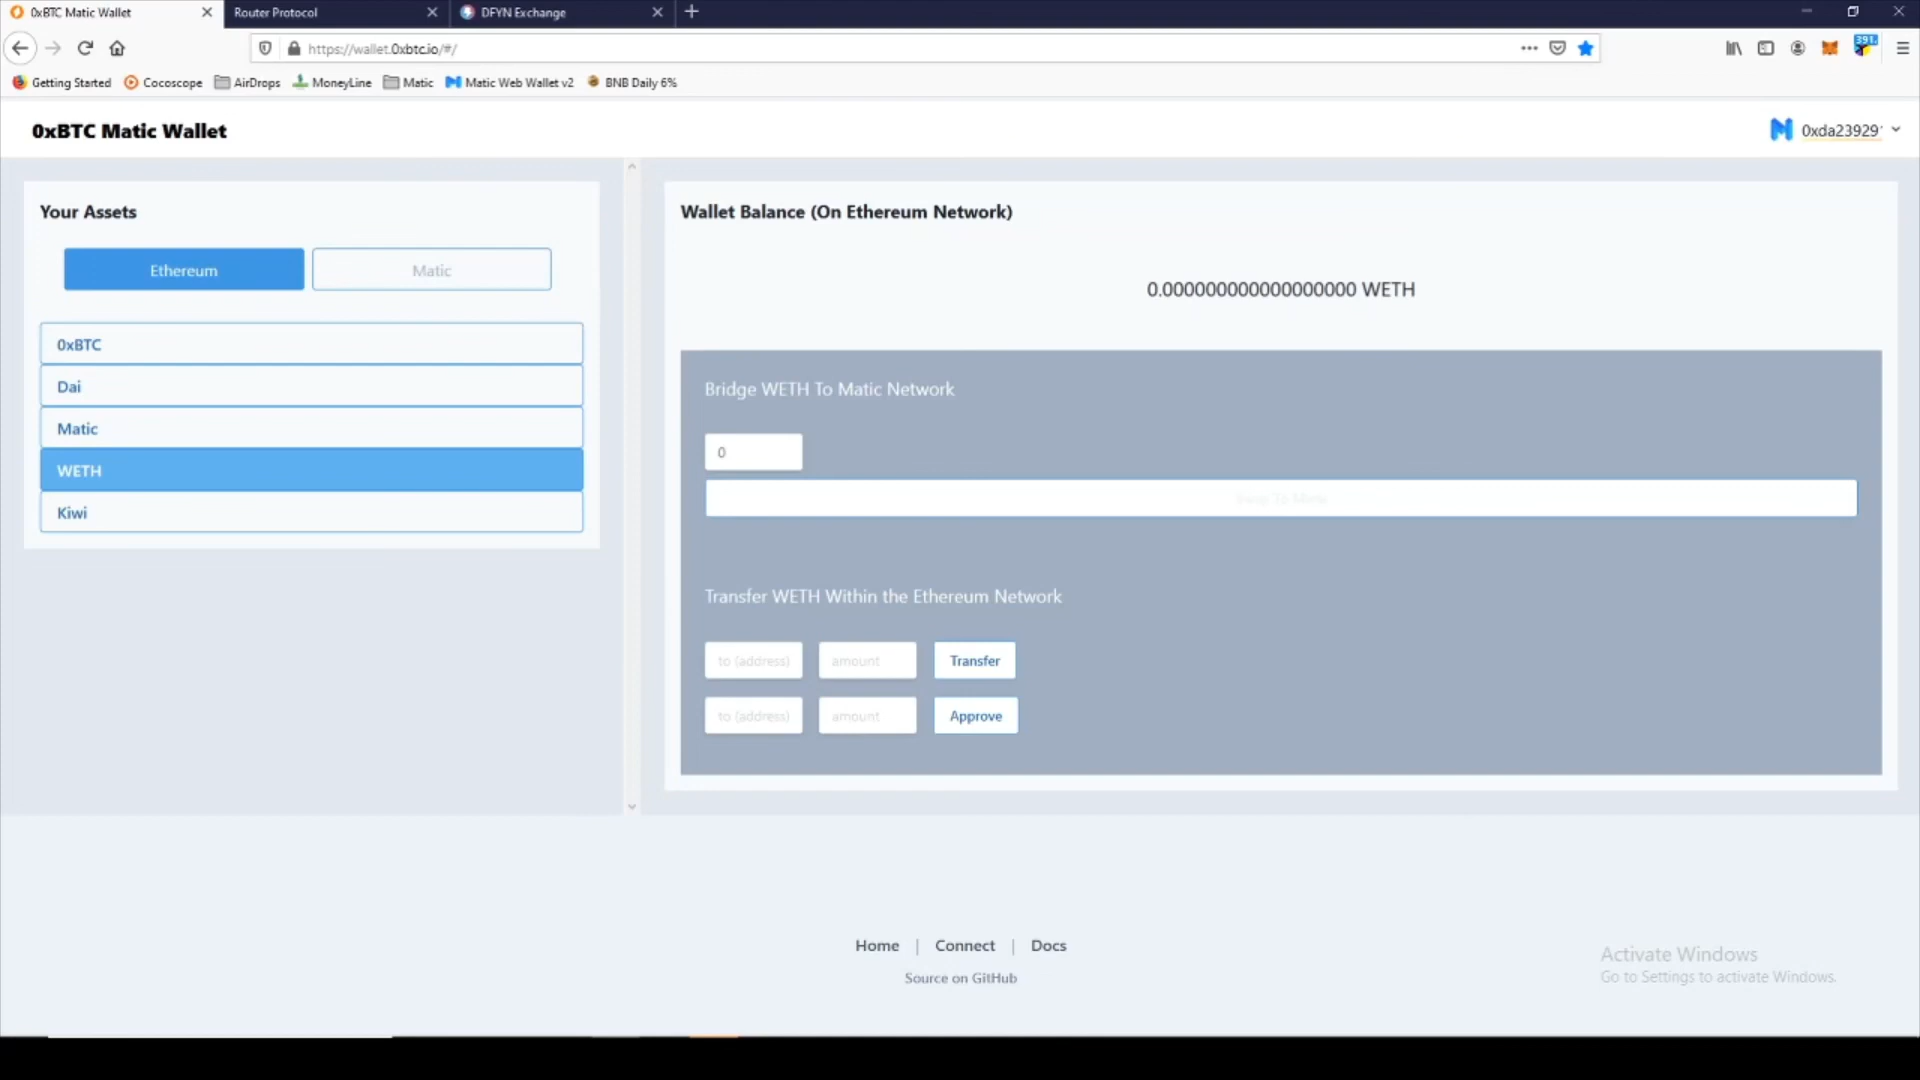 0xBTC Matic Wallet
Router Protocol
DFYN Exchange
https://wallet.0xbtc.io/#/
391.
Getting Started
Cocoscope
AirDrops
MoneyLine
Matic
Matic Web Wallet v2
BNB Daily 6%
0xBTC Matic Wallet
0xda23929
Your Assets
Ethereum
Matic
0xBTC
Dai
Matic
WETH
Kiwi
Wallet Balance (On Ethereum Network)
0.000000000000000000 WETH
Bridge WETH To Matic Network
0
Transfer WETH Within the Ethereum Network
to (address)
amount
Transfer
to (address)
amount
Approve
Home | Connect | Docs
Source on GitHub
Activate Windows
Go to Settings to activate Windows.